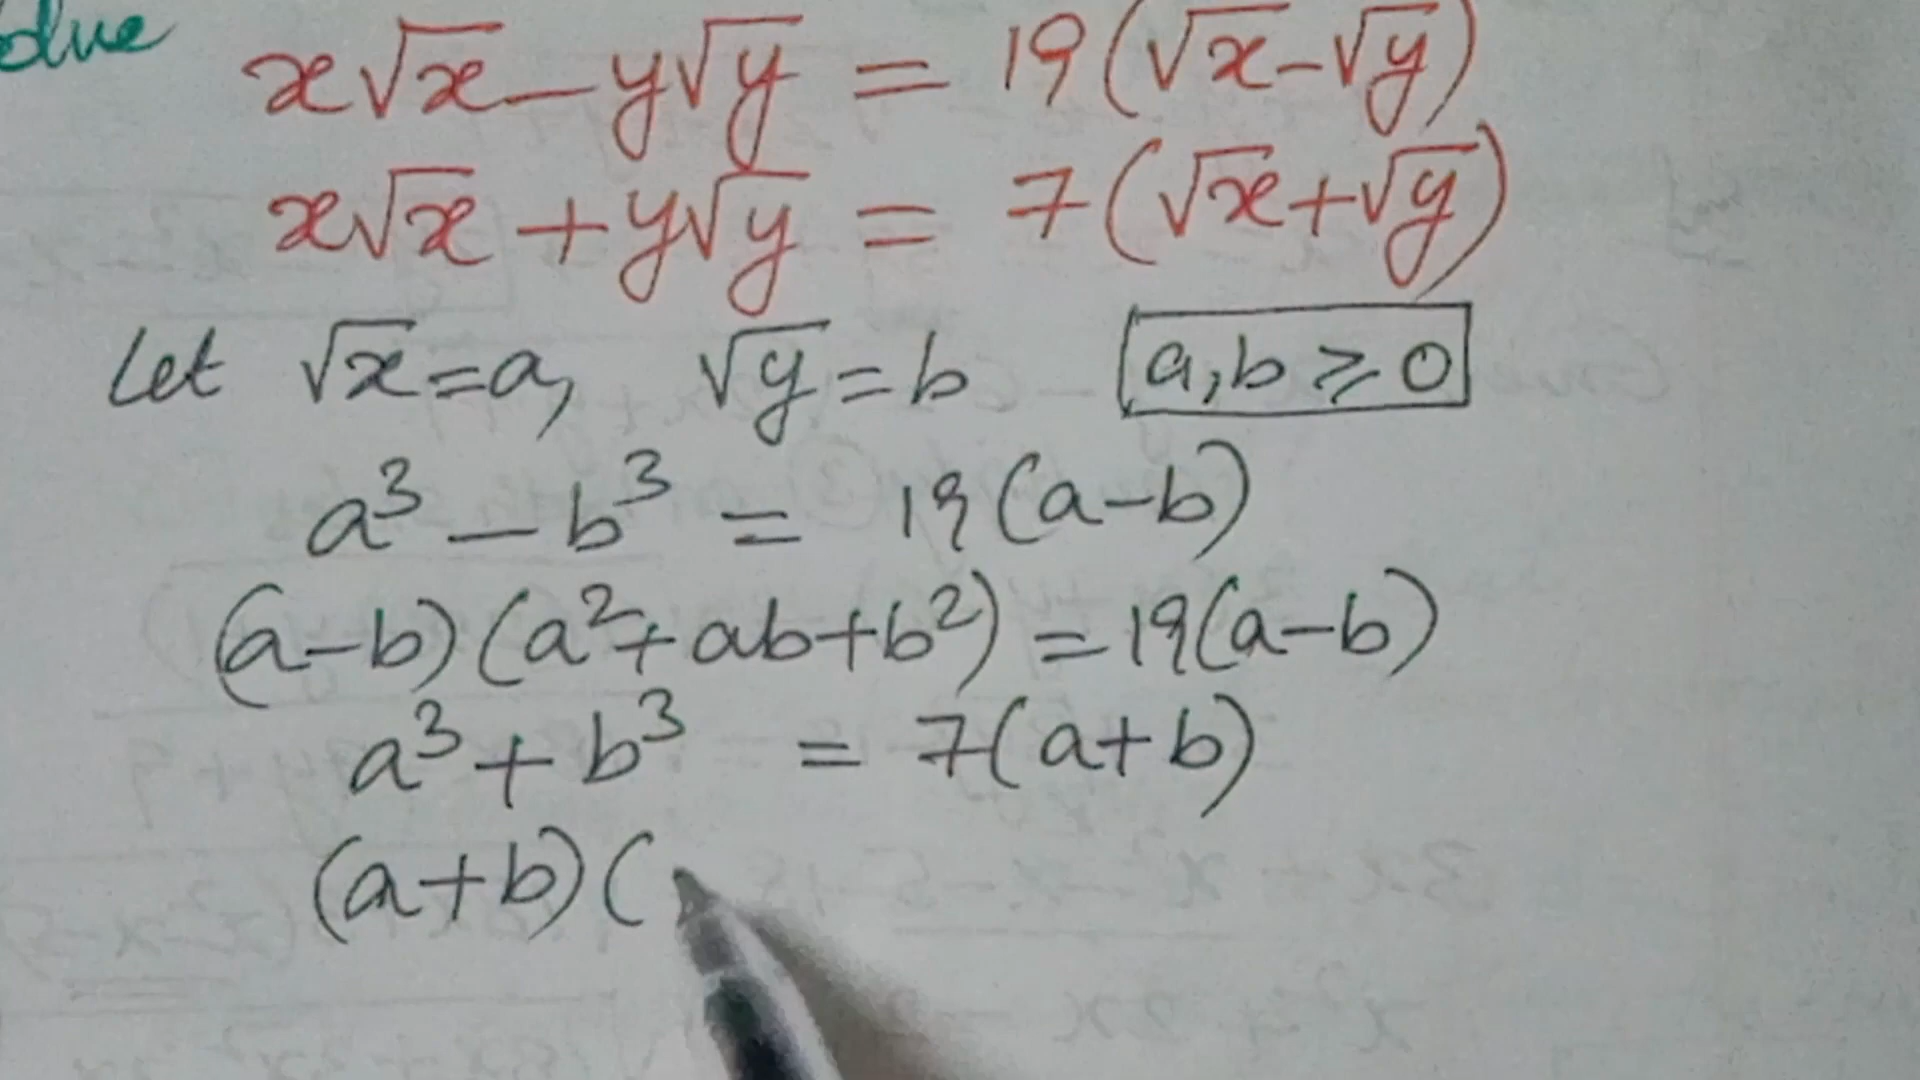 x√x - y√y = 19(√x-√y)
x√x + y√y = 7(√x+√y)
Let √x=a, √y=b a,b ≥ 0
a³ - b³ = 19(a-b)
(a-b)(a²+ab+b²) = 19(a-b)
a³ + b³ = 7(a+b)
(a+b)(